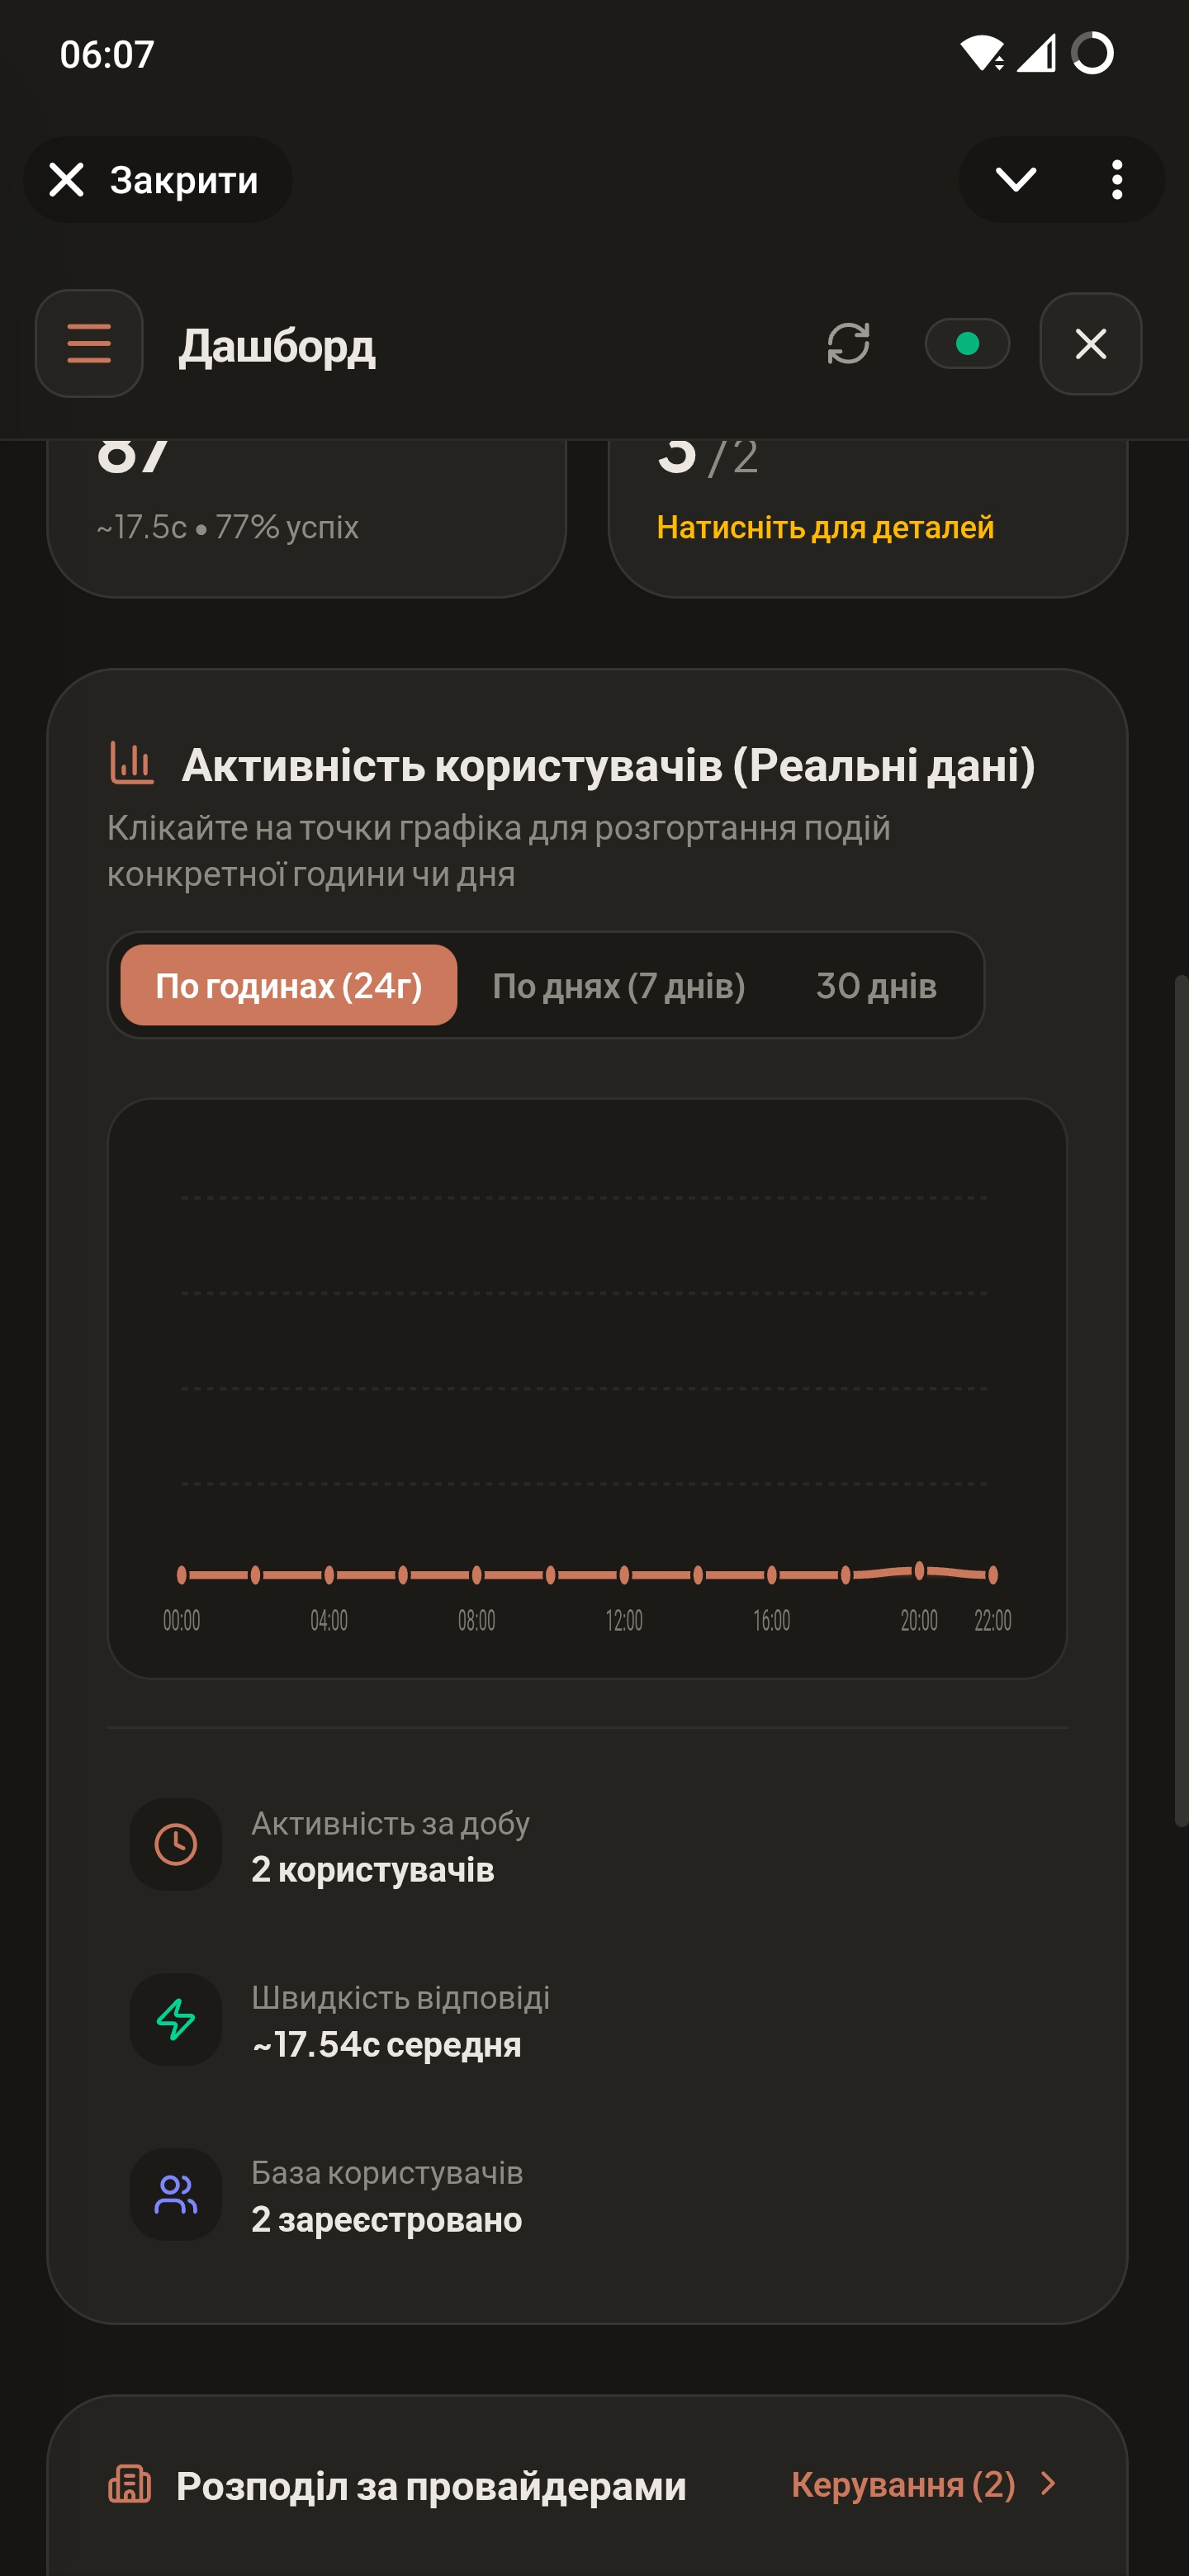 06:07
Закрити
Дашборд
87
/2
~17.5с • 77% успіх
Натисніть для деталей
Активність користувачів (Реальні дані)
Клікайте на точки графіка для розгортання подій
конкретної години чи дня
По годинах (24г) По днях (7 днів) 30 днів
00:00 04:00 08:00 12:00 16:00 20:00 22:00
Активність за добу
2 користувачів
Швидкість відповіді
~17.54с середня
База користувачів
2 зареєстровано
Розподіл за провайдерами
Керування (2)